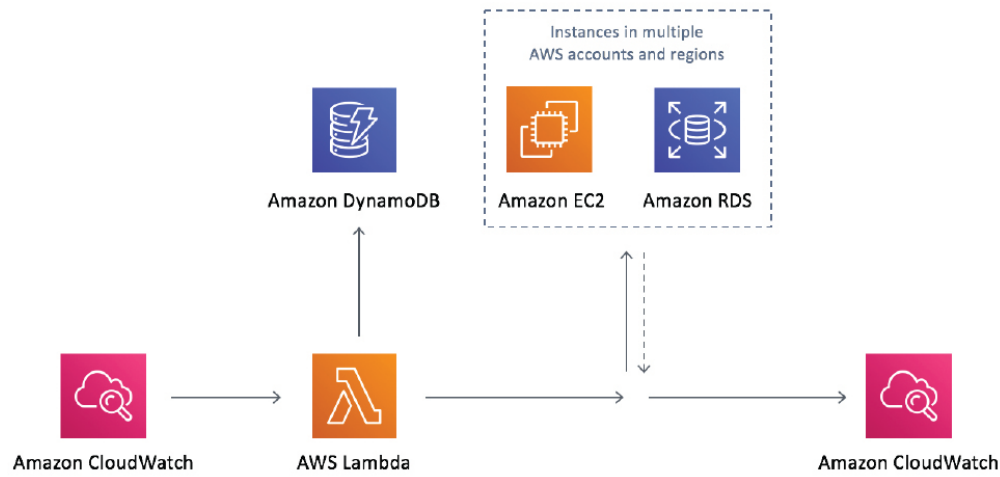 Instances in multiple
AWS accounts and regions
Amazon DynamoDB
Amazon EC2
Amazon RDS
Amazon CloudWatch
AWS Lambda
Amazon CloudWatch